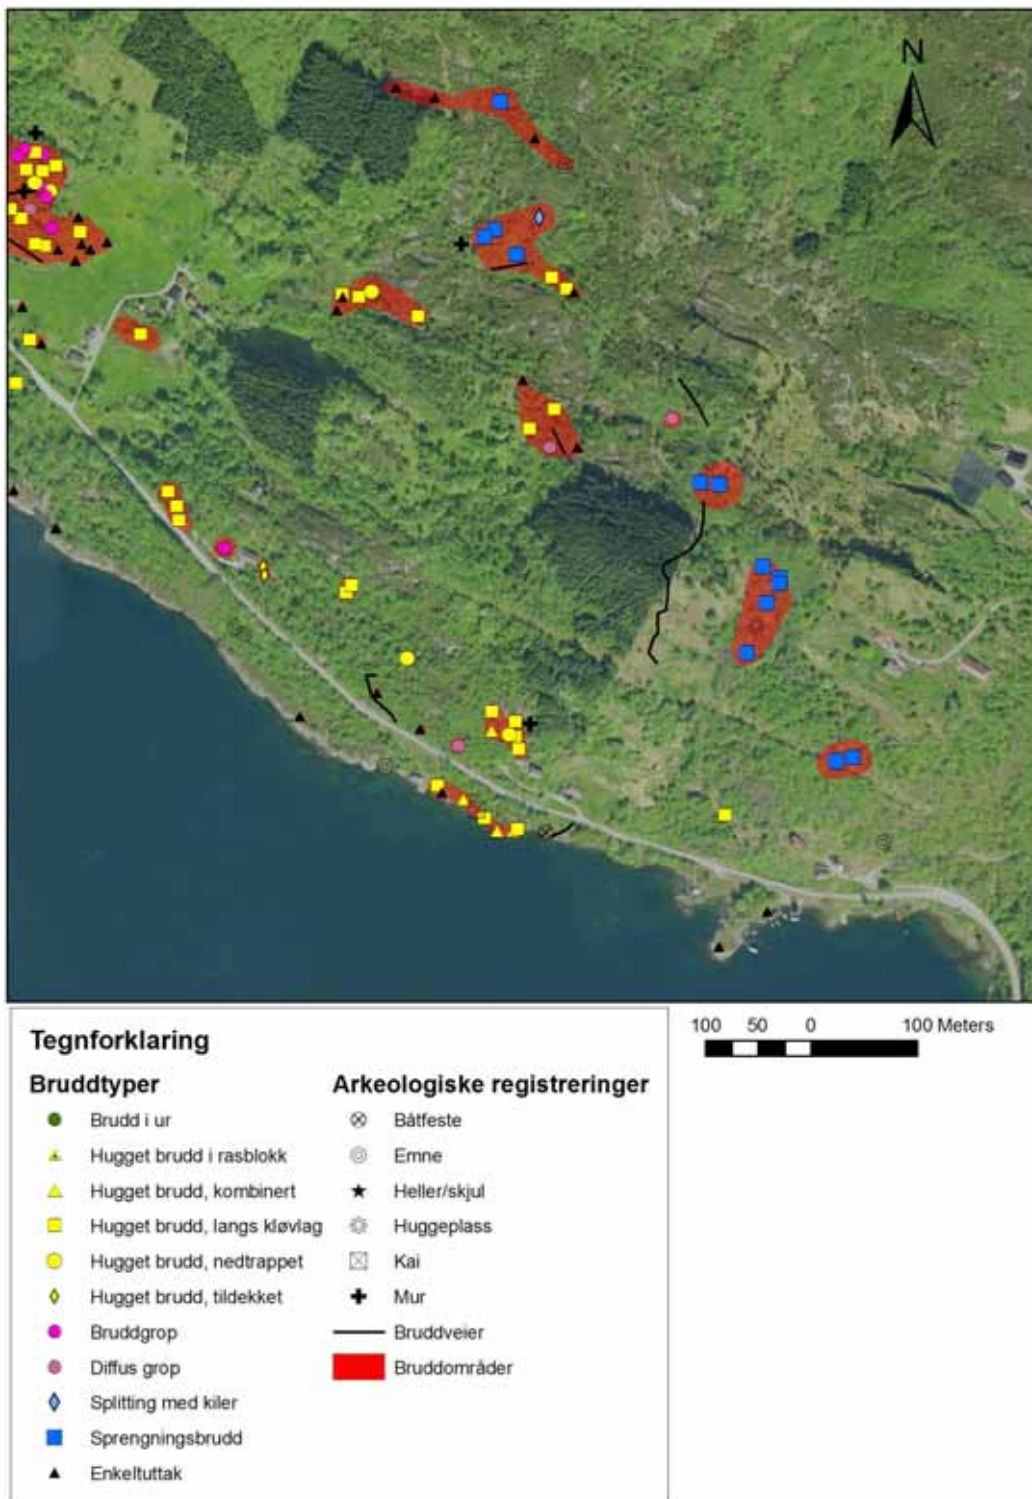 N
100 50 0 100 Meters
Tegnforklaring
Bruddtyper
Brudd i ur
Hugget brudd i rasblokk
Hugget brudd, kombinert
Hugget brudd, langs kløvlag
Hugget brudd, nedtrappet
Hugget brudd, tildekket
Bruddgrop
Diffus grop
Splitting med kiler
Sprengningsbrudd
Enkeltuttak
Arkeologiske registreringer
Båtfeste
Emne
Heller/skjul
Huggeplass
Kai
Mur
Bruddveier
Bruddområder